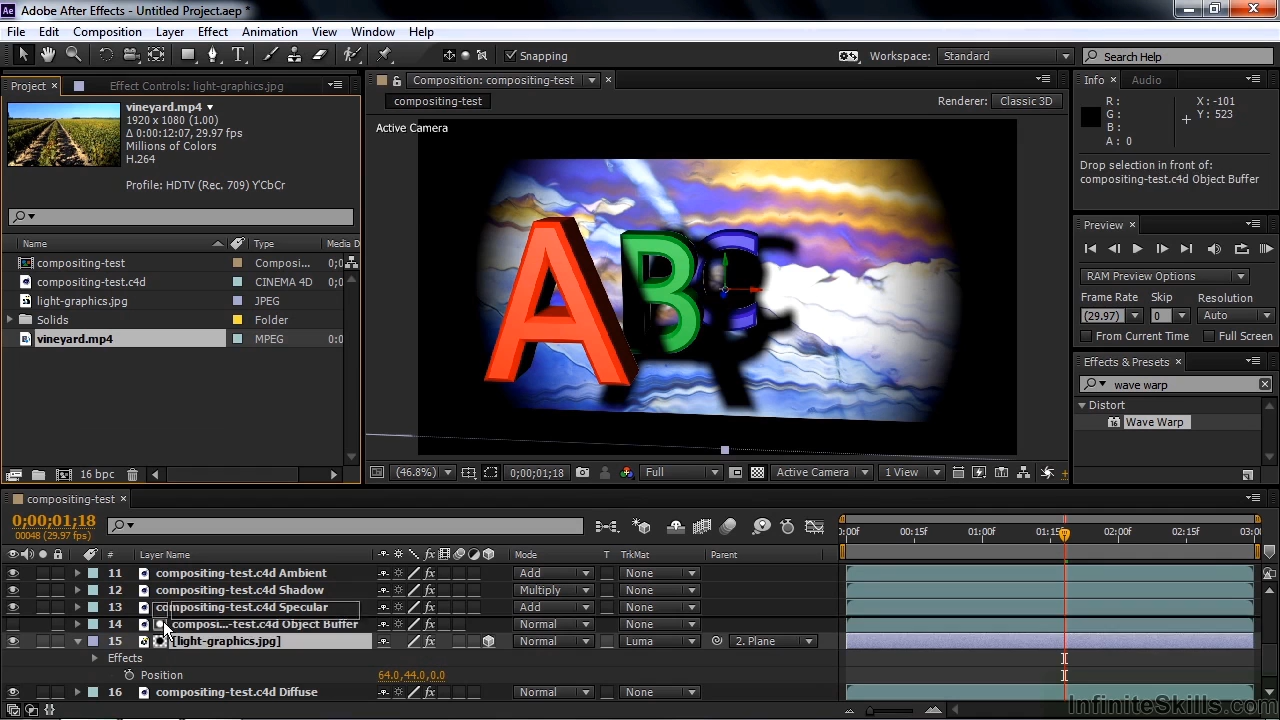 Adobe After Effects - Untitled Project.aep *
File Edit Composition Layer Effect Animation View Window Help
Snapping
Workspace: Standard
Search Help
Project × Effect Controls: light-graphics.jpg
vineyard.mp4
1920 x 1080 (1.00)
Δ 0:00:12:07, 29.97 fps
Millions of Colors
H.264
Profile: HDTV (Rec. 709) Y'CbCr
Name Type Media D
compositing-test Composi... 0;0
compositing-test.c4d CINEMA 4D 0;0
light-graphics.jpg JPEG
Solids Folder
vineyard.mp4 MPEG 0:0
16 bpc
Composition: compositing-test
compositing-test
Renderer: Classic 3D
Active Camera
ABC
(46.8%) 0;00;01;18 Full Active Camera 1 View
Info × Audio
R : X : -101
G : Y : 523
B :
A : 0
Drop selection in front of:
compositing-test.c4d Object Buffer
Preview ×
RAM Preview Options
Frame Rate Skip Resolution
(29.97) 0 Auto
From Current Time Full Screen
Effects & Presets ×
wave warp
Distort
16 Wave Warp
compositing-test ×
0;00;01;18
00048 (29.97 fps)
:00f 00:15f 01:00f 01:15f 02:00f 02:15f 03:00
# Layer Name Mode T TrkMat Parent
11 compositing-test.c4d Ambient Add None
12 compositing-test.c4d Shadow Multiply None
13 compositing-test.c4d Specular Add None
14 composi...-test.c4d Object Buffer Normal None
15 [light-graphics.jpg] Normal Luma 2. Plane
Effects
Position 64.0,44.0,0.0
16 compositing-test.c4d Diffuse Normal None
InfiniteSkills.com